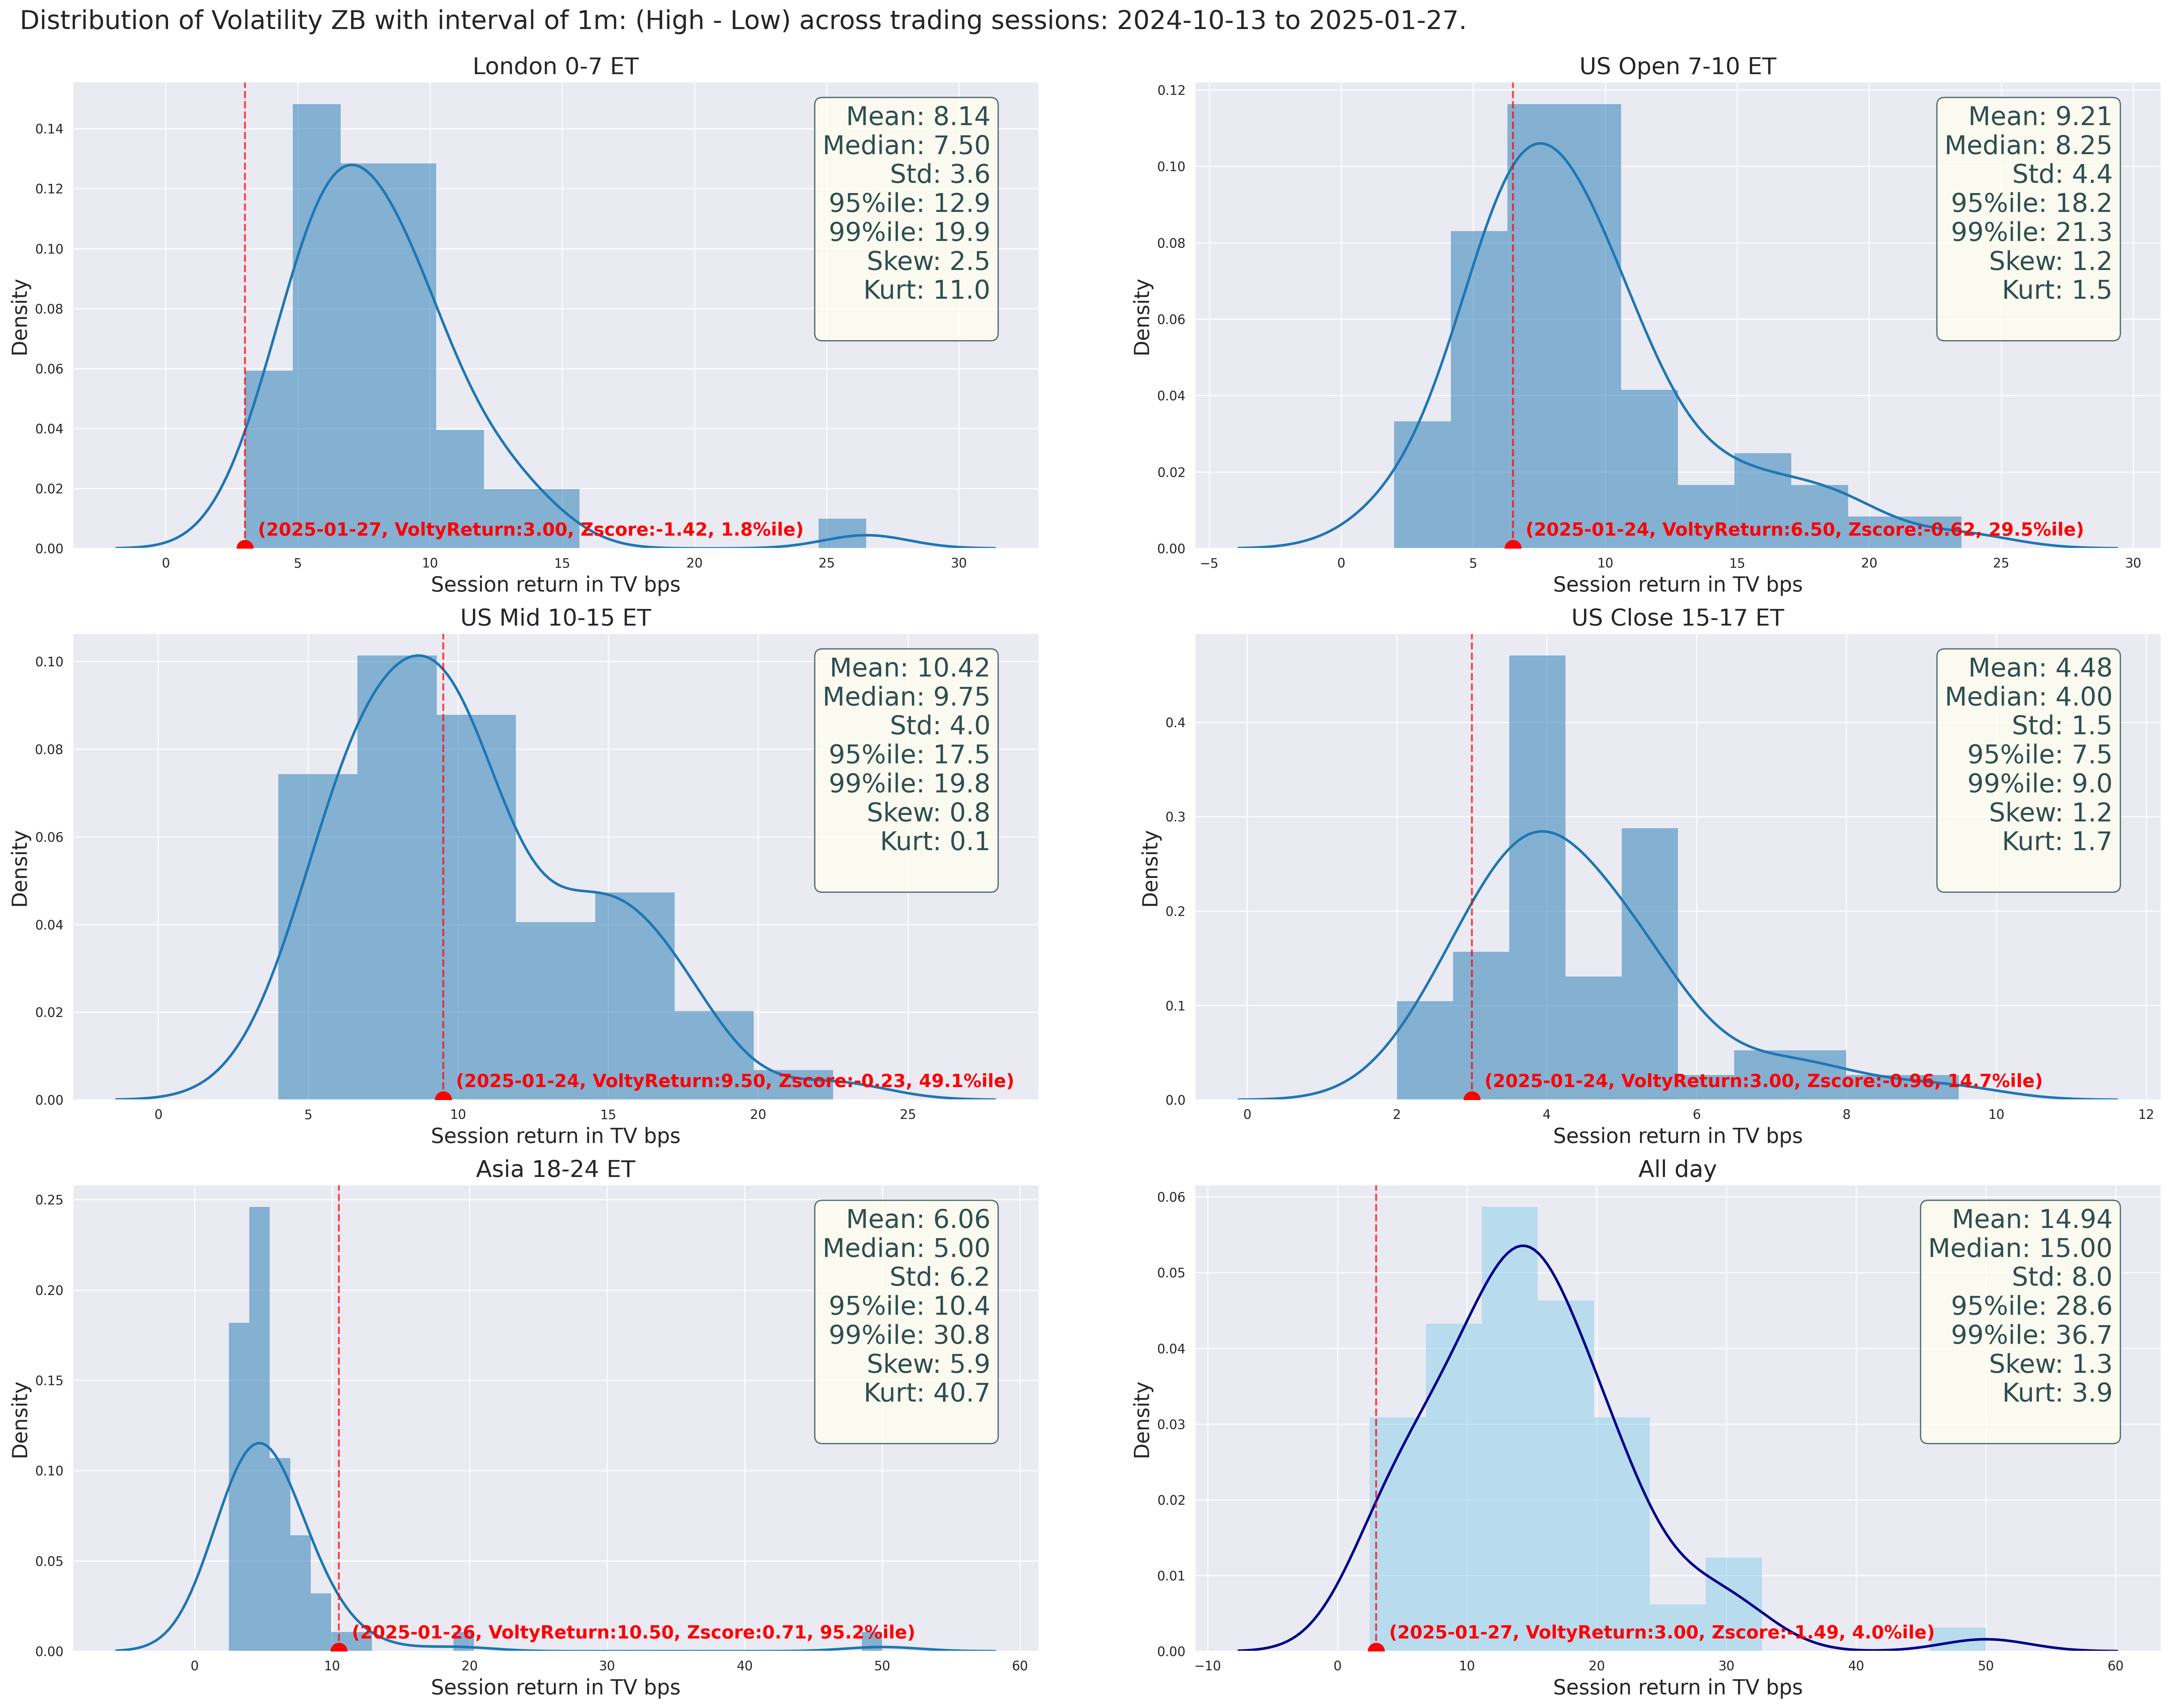 Distribution of Volatility ZB with interval of 1m: (High - Low) across trading sessions: 2024-10-13 to 2025-01-27.
London 0-7 ET
Density
0.14
0.12
0.10
0.08
0.06
0.04
0.02
0.00
Mean: 8.14
Median: 7.50
Std: 3.6
95%ile: 12.9
99%ile: 19.9
Skew: 2.5
Kurt: 11.0
(2025-01-27, VoltyReturn:3.00, Zscore:-1.42, 1.8%ile)
0 5 10 15 20 25 30
Session return in TV bps
US Open 7-10 ET
Density
0.12
0.10
0.08
0.06
0.04
0.02
0.00
Mean: 9.21
Median: 8.25
Std: 4.4
95%ile: 18.2
99%ile: 21.3
Skew: 1.2
Kurt: 1.5
(2025-01-24, VoltyReturn:6.50, Zscore:-0.62, 29.5%ile)
−5 0 5 10 15 20 25 30
Session return in TV bps
US Mid 10-15 ET
Density
0.10
0.08
0.06
0.04
0.02
0.00
Mean: 10.42
Median: 9.75
Std: 4.0
95%ile: 17.5
99%ile: 19.8
Skew: 0.8
Kurt: 0.1
(2025-01-24, VoltyReturn:9.50, Zscore:-0.23, 49.1%ile)
0 5 10 15 20 25
Session return in TV bps
US Close 15-17 ET
Density
0.4
0.3
0.2
0.1
0.0
Mean: 4.48
Median: 4.00
Std: 1.5
95%ile: 7.5
99%ile: 9.0
Skew: 1.2
Kurt: 1.7
(2025-01-24, VoltyReturn:3.00, Zscore:-0.96, 14.7%ile)
0 2 4 6 8 10 12
Session return in TV bps
Asia 18-24 ET
Density
0.25
0.20
0.15
0.10
0.05
0.00
Mean: 6.06
Median: 5.00
Std: 6.2
95%ile: 10.4
99%ile: 30.8
Skew: 5.9
Kurt: 40.7
(2025-01-26, VoltyReturn:10.50, Zscore:0.71, 95.2%ile)
0 10 20 30 40 50 60
Session return in TV bps
All day
Density
0.06
0.05
0.04
0.03
0.02
0.01
0.00
Mean: 14.94
Median: 15.00
Std: 8.0
95%ile: 28.6
99%ile: 36.7
Skew: 1.3
Kurt: 3.9
(2025-01-27, VoltyReturn:3.00, Zscore:-1.49, 4.0%ile)
−10 0 10 20 30 40 50 60
Session return in TV bps